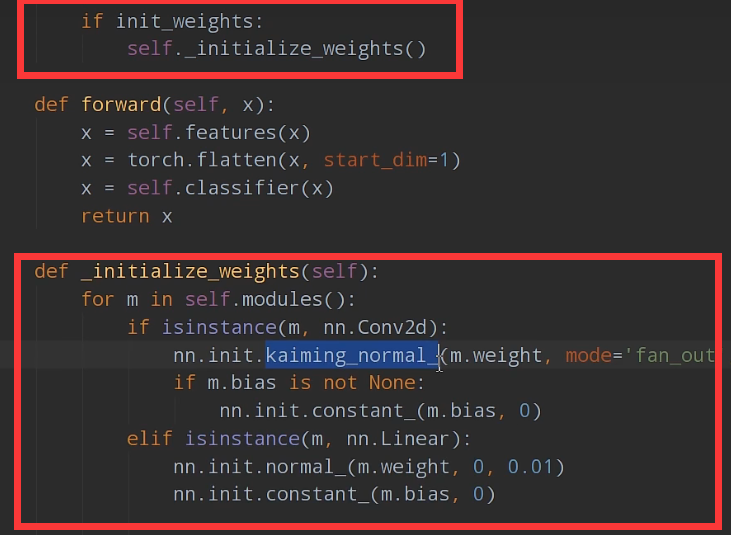 if init_weights:
self._initialize_weights()
def forward(self, x):
x = self.features(x)
x = torch.flatten(x, start_dim=1)
x = self.classifier(x)
return x
def _initialize_weights(self):
for m in self.modules():
if isinstance(m, nn.Conv2d):
nn.init.kaiming_normal_(m.weight, mode='fan_out
if m.bias is not None:
nn.init.constant_(m.bias, 0)
elif isinstance(m, nn.Linear):
nn.init.normal_(m.weight, 0, 0.01)
nn.init.constant_(m.bias, 0)